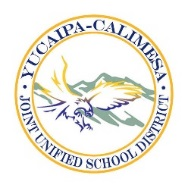 · YUCAIPA-CALIMESA ·
JOINT UNIFIED SCHOOL DISTRICT